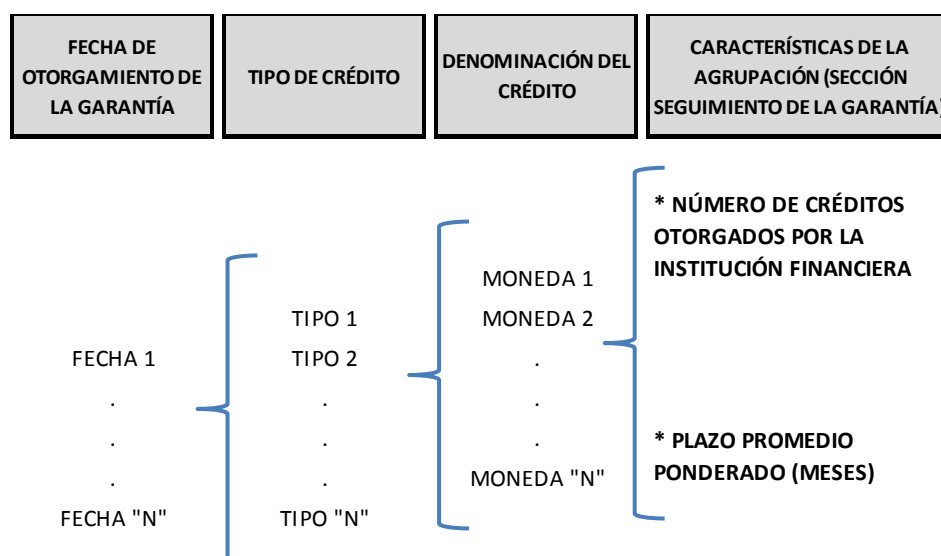 FECHA DE
OTORGAMIENTO DE
LA GARANTÍA
TIPO DE CRÉDITO
DENOMINACIÓN DEL
CRÉDITO
CARACTERÍSTICAS DE LA
AGRUPACIÓN (SECCIÓN
SEGUIMIENTO DE LA GARANTÍA)
FECHA 1
.
.
.
FECHA "N"
TIPO 1
TIPO 2
.
.
.
TIPO "N"
MONEDA 1
MONEDA 2
.
.
.
MONEDA "N"
* NÚMERO DE CRÉDITOS
OTORGADOS POR LA
INSTITUCIÓN FINANCIERA
* PLAZO PROMEDIO
PONDERADO (MESES)